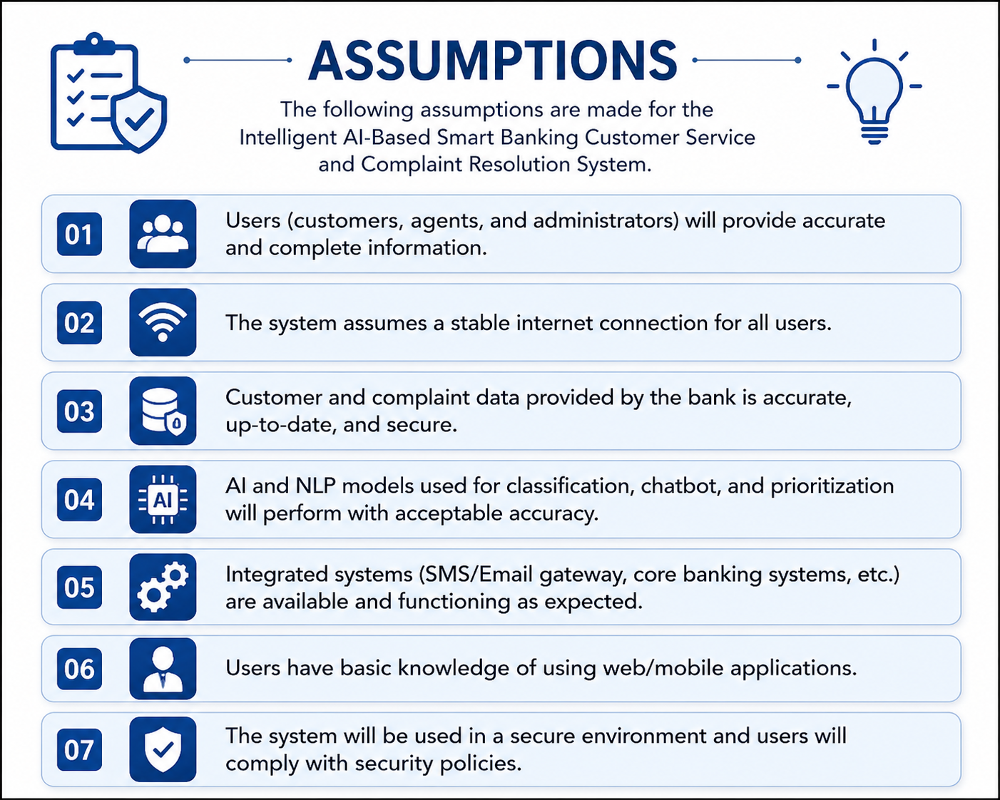 ASSUMPTIONS
The following assumptions are made for the
Intelligent AI-Based Smart Banking Customer Service
and Complaint Resolution System.
01
Users (customers, agents, and administrators) will provide accurate
and complete information.
02
The system assumes a stable internet connection for all users.
03
Customer and complaint data provided by the bank is accurate,
up-to-date, and secure.
04
AI
AI and NLP models used for classification, chatbot, and prioritization
will perform with acceptable accuracy.
05
Integrated systems (SMS/Email gateway, core banking systems, etc.)
are available and functioning as expected.
06
Users have basic knowledge of using web/mobile applications.
07
The system will be used in a secure environment and users will
comply with security policies.